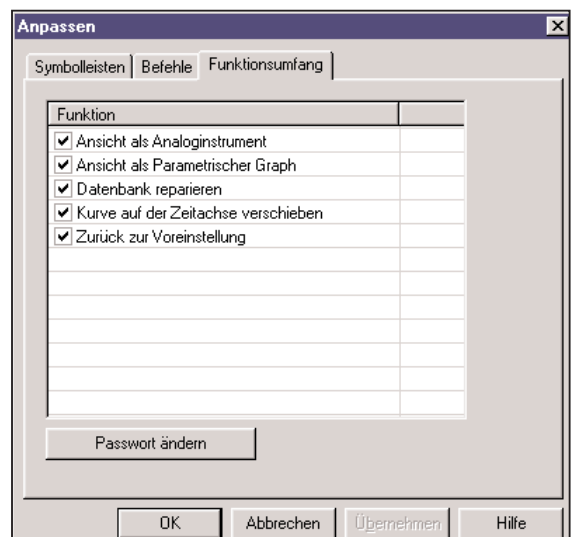 Anpassen
Symbolleisten Befehle Funktionsumfang
Funktion
Ansicht als Analoginstrument
Ansicht als Parametrischer Graph
Datenbank reparieren
Kurve auf der Zeitachse verschieben
Zurück zur Voreinstellung
Passwort ändern
OK Abbrechen Übernehmen Hilfe